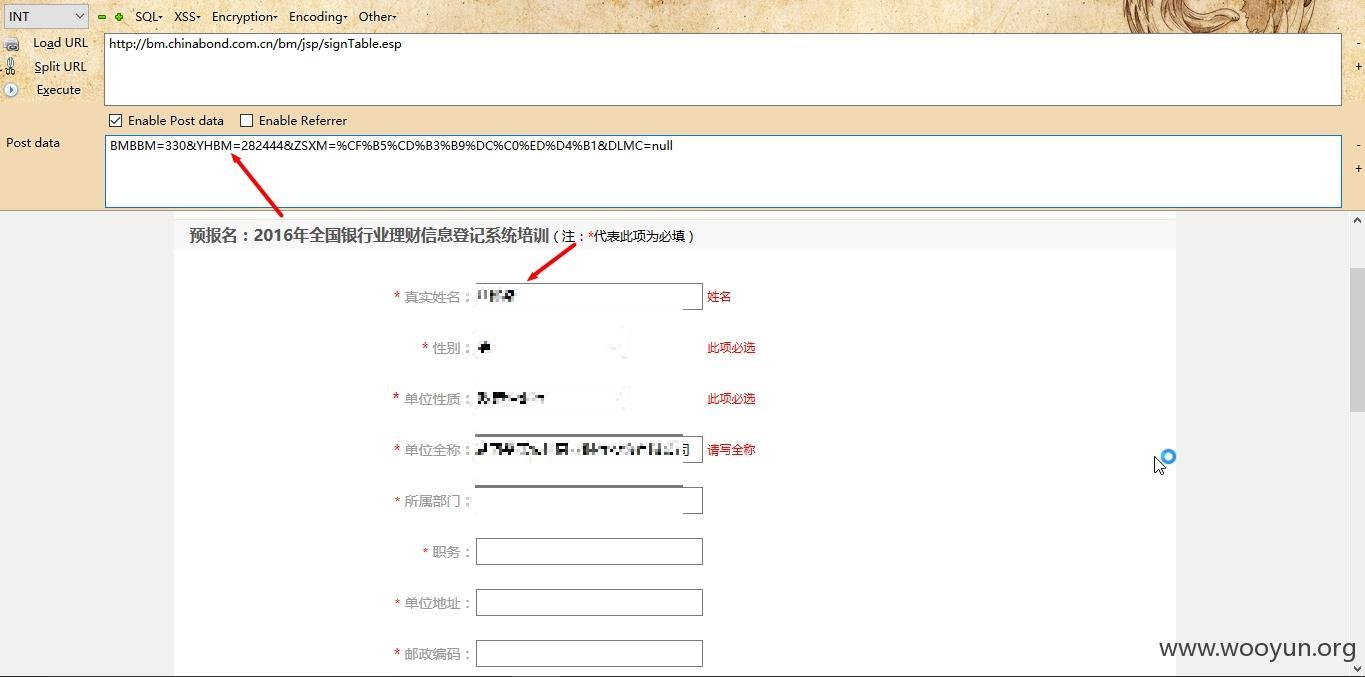 INT SQL- XSS- Encryption- Encoding- Other-
Load URL
http://bm.chinabond.com.cn/bm/jsp/signTable.esp
Split URL
Execute
Enable Post data Enable Referrer
Post data
BMBBM=330&YHBM=282444&ZSXM=%CF%B5%CD%B3%B9%DC%C0%ED%D4%B1&DLMC=null
预报名：2016年全国银行业理财信息登记系统培训 ( 注：*代表此项为必填 )
* 真实姓名： 姓名
* 性别： 此项必选
* 单位性质： 此项必选
* 单位全称： 司 请写全称
* 所属部门：
* 职务：
* 单位地址：
* 邮政编码：
www.wooyun.org